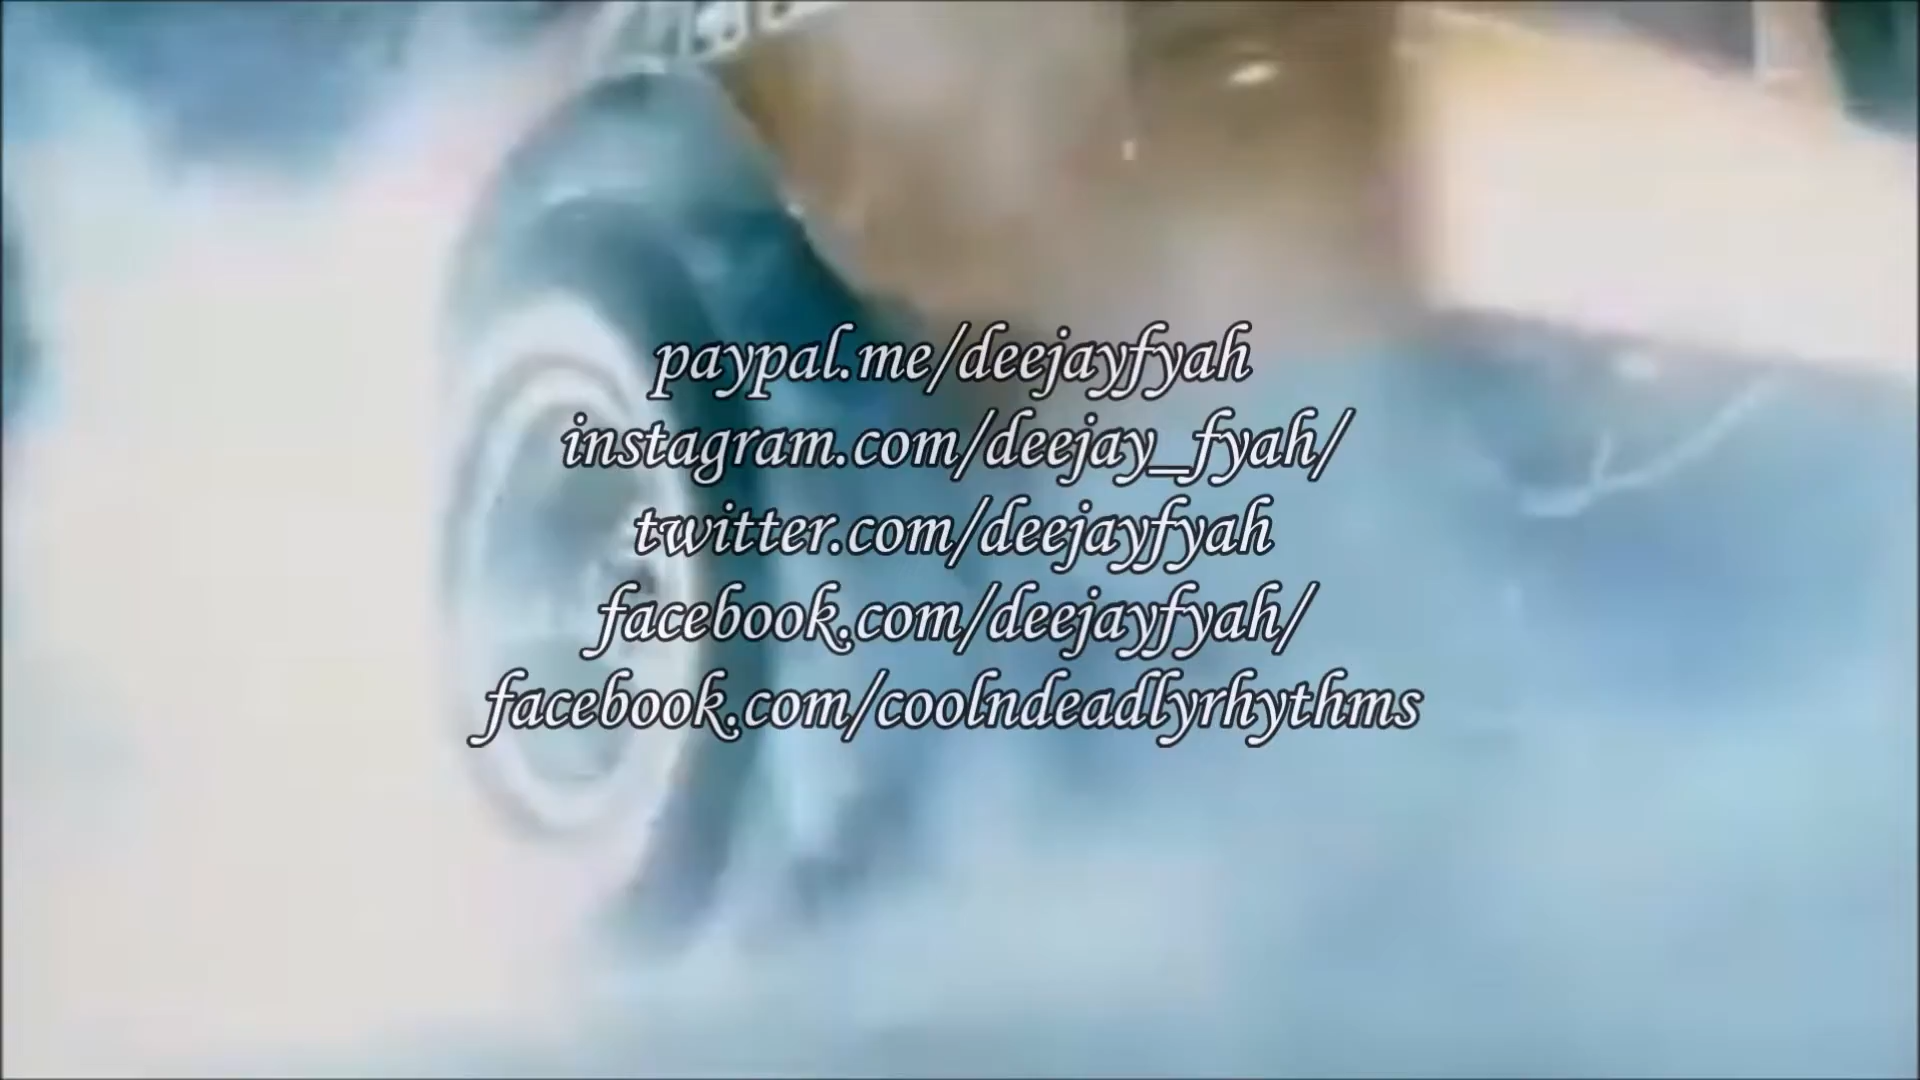 paypal.me/deejayfyah
instagram.com/deejay_fyah/
twitter.com/deejayfyah
facebook.com/deejayfyah/
facebook.com/coolndeadlyrhythms